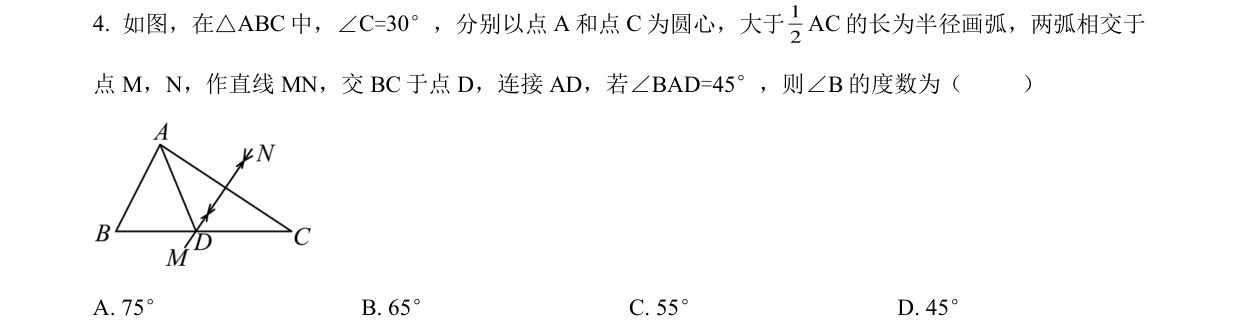 4. 如图，在△ABC 中，∠C=30°，分别以点 A 和点 C 为圆心，大于 1/2 AC 的长为半径画弧，两弧相交于
点 M，N，作直线 MN，交 BC 于点 D，连接 AD，若∠BAD=45°，则∠B 的度数为（　　）
A
N
B
D
C
M
A. 75° B. 65° C. 55° D. 45°